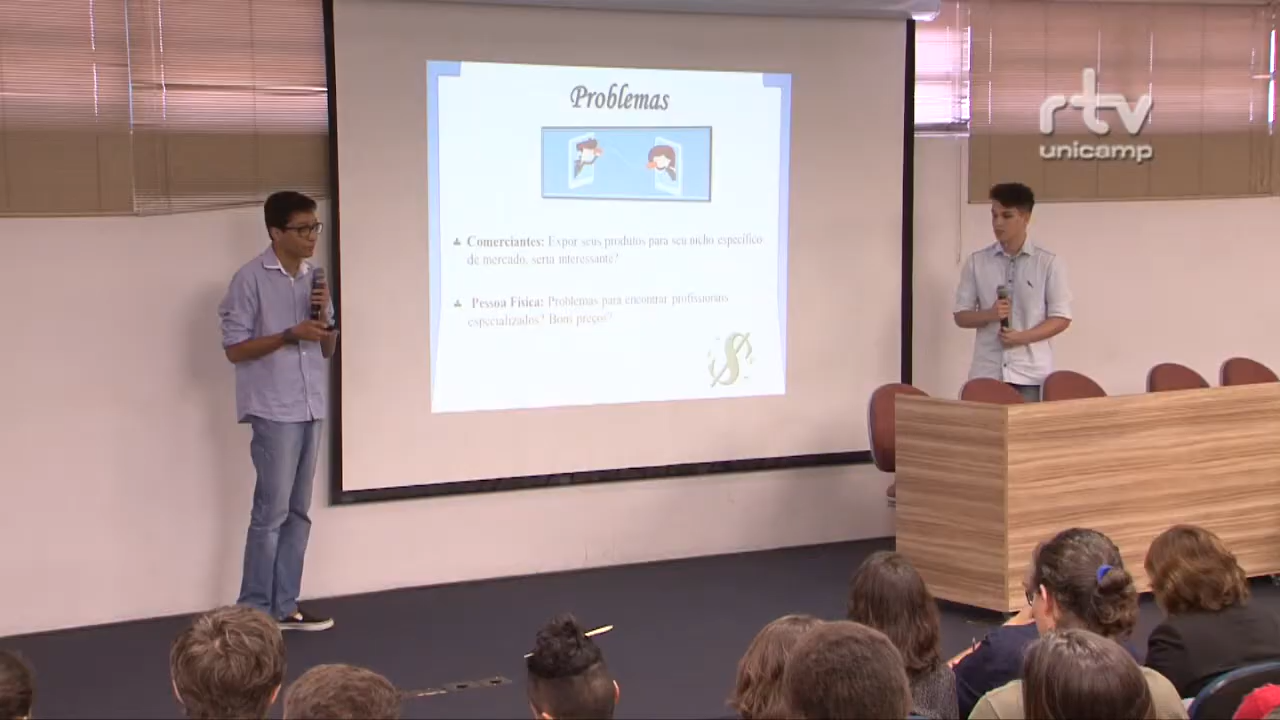 Problemas
Comerciantes: Expor seus produtos para seu nicho específico
de mercado, seria interessante?
Pessoa Física: Problemas para encontrar profissionais
especializados? Bons preços?
rtv
unicamp